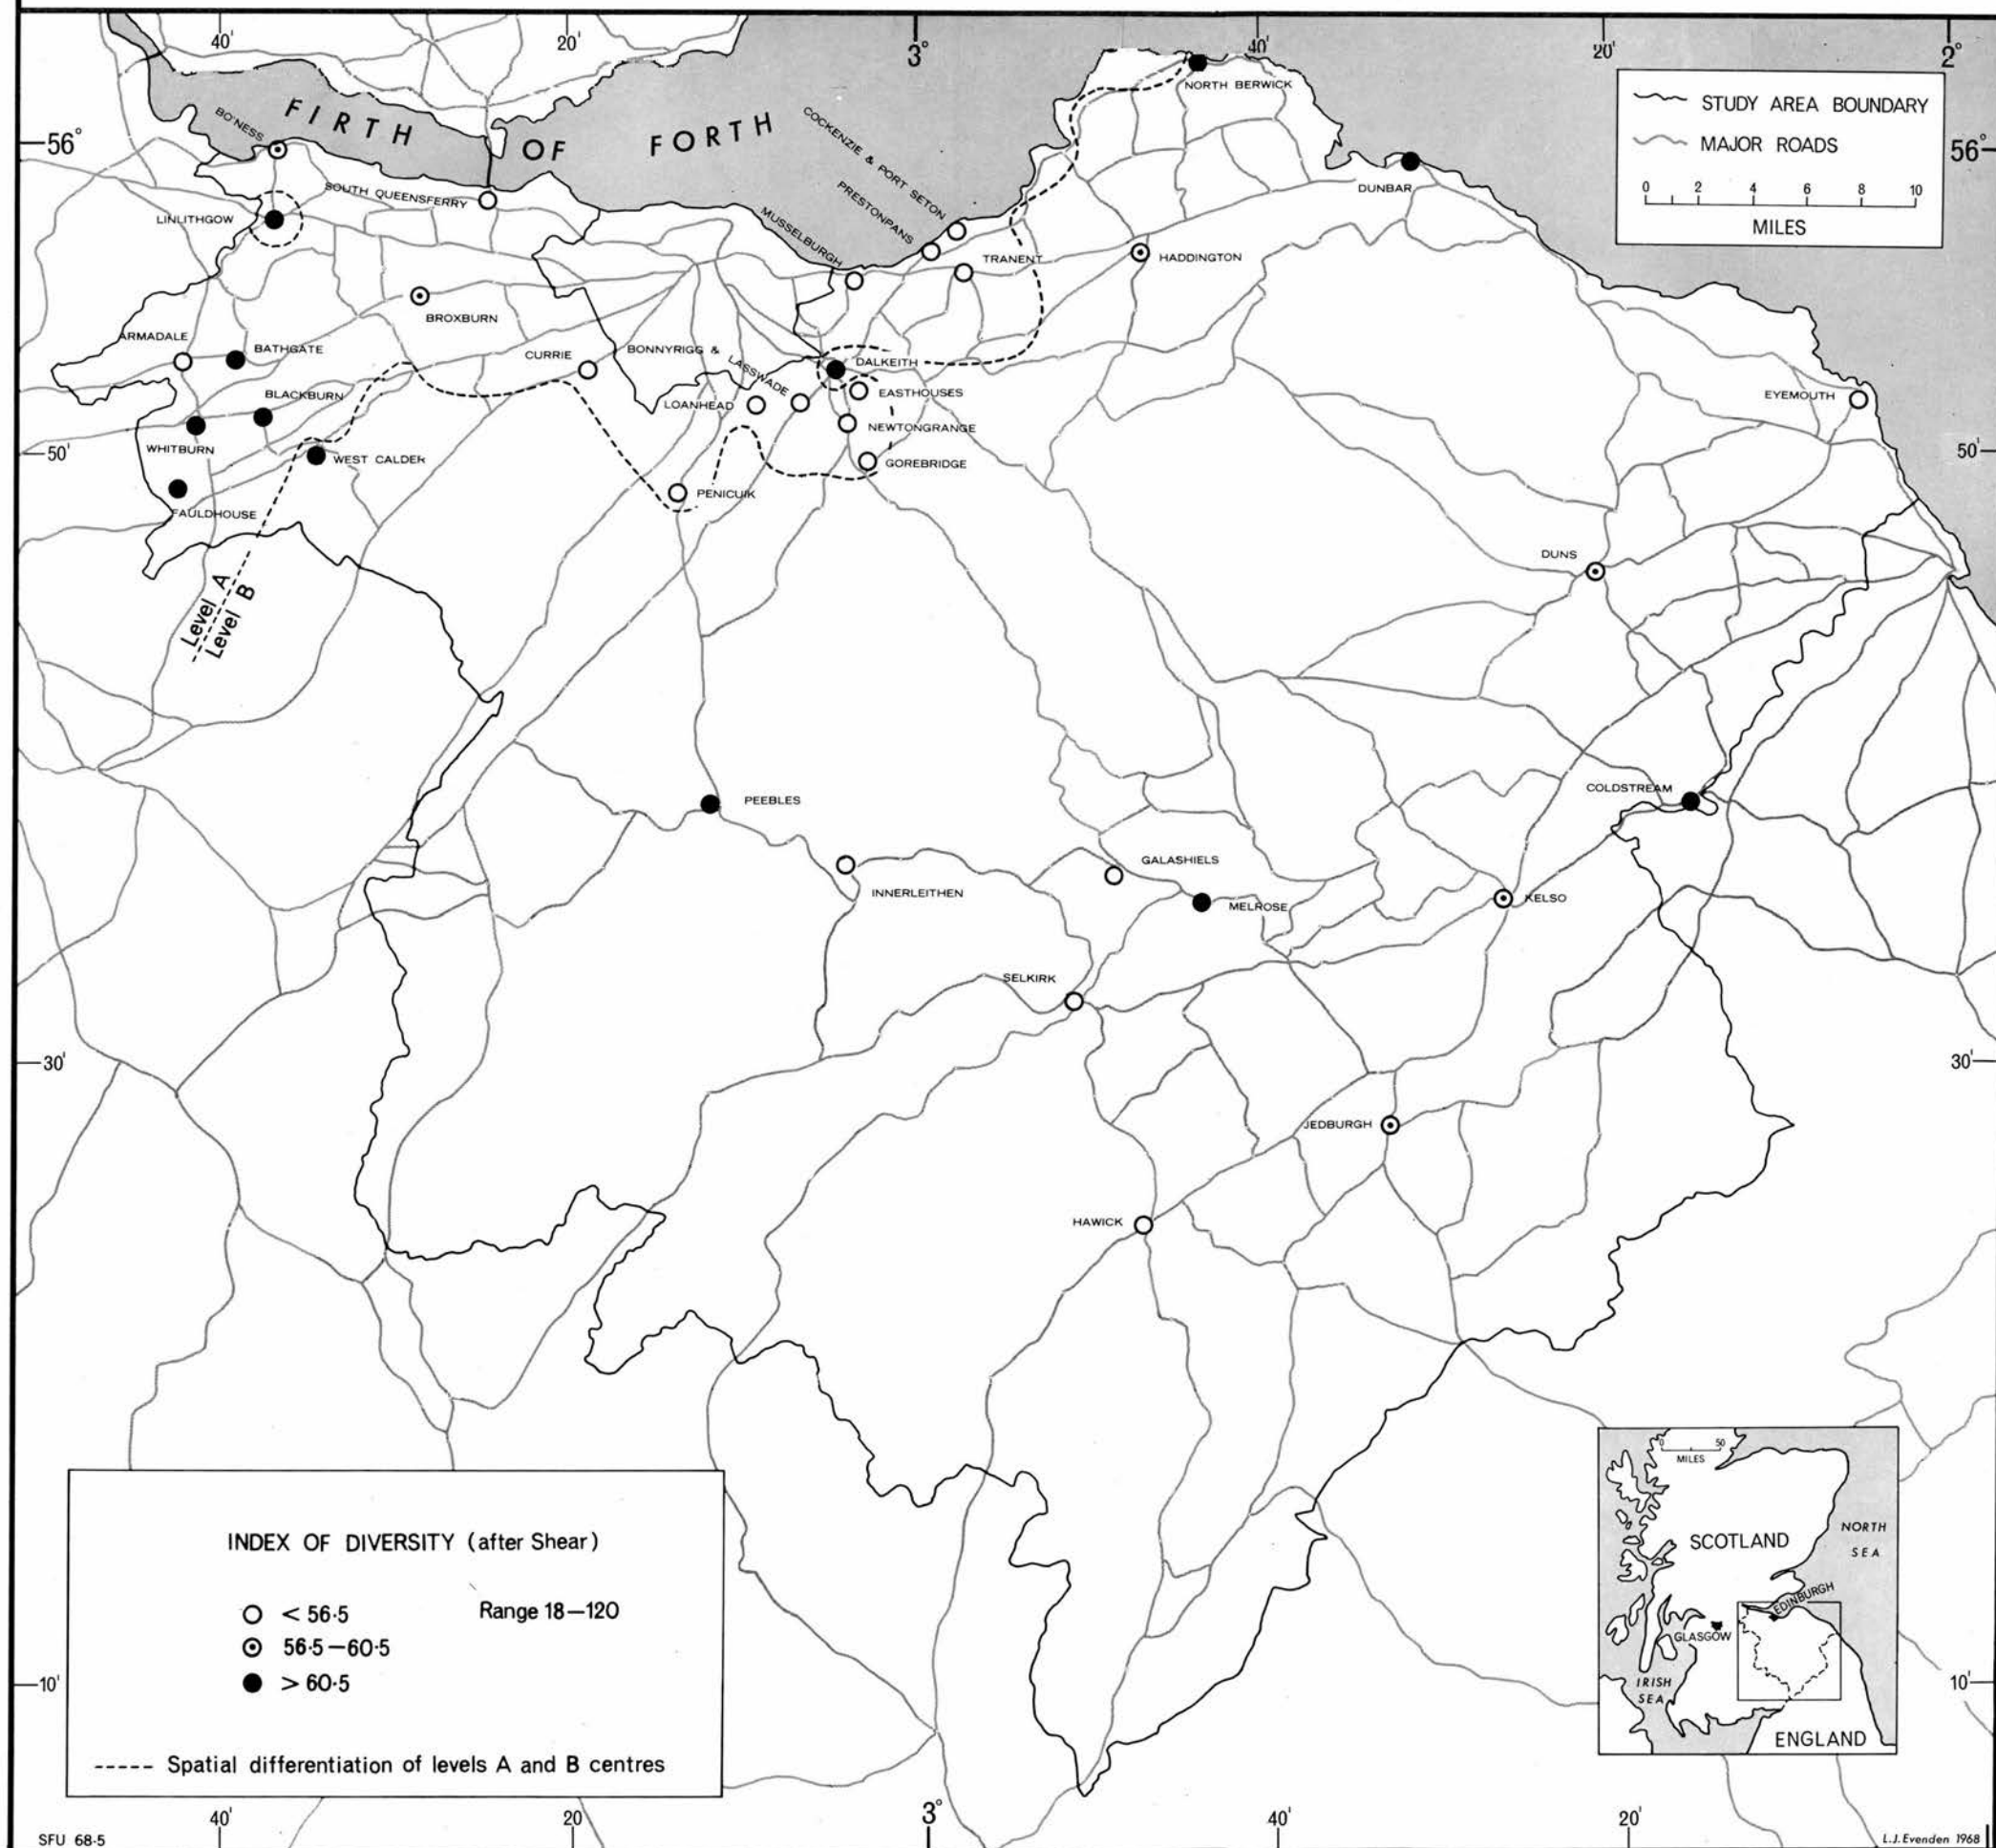 40'
20'
3°
40'
20'
2°
STUDY AREA BOUNDARY
MAJOR ROADS
0 2 4 6 8 10
MILES
56°
56°
FIRTH OF FORTH
NORTH BERWICK
BO'NESS
COCKENZIE & PORT SETON
PRESTONPANS
MUSSELBURGH
SOUTH QUEENSFERRY
LINLITHGOW
DUNBAR
TRANENT
HADDINGTON
BROXBURN
ARMADALE
BATHGATE
CURRIE
BONNYRIGG & LASSWADE
DALKEITH
EASTHOUSES
LOANHEAD
NEWTONGRANGE
BLACKBURN
EYEMOUTH
WHITBURN
50'
50'
WEST CALDER
GOREBRIDGE
PENICUIK
FAULDHOUSE
DUNS
Level A
Level B
PEEBLES
COLDSTREAM
INNERLEITHEN
GALASHIELS
MELROSE
KELSO
SELKIRK
30'
30'
JEDBURGH
HAWICK
INDEX OF DIVERSITY (after Shear)
< 56·5
Range 18—120
56·5—60·5
> 60·5
----- Spatial differentiation of levels A and B centres
0 50
MILES
SCOTLAND
NORTH
SEA
EDINBURGH
GLASGOW
IRISH
SEA
ENGLAND
10'
10'
40'
20'
3°
40'
20'
SFU 68-5
L.J. Evenden 1968